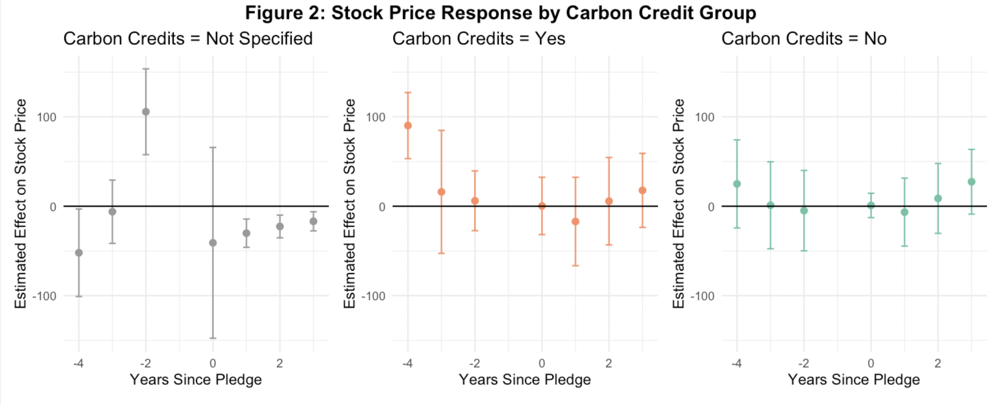 Figure 2: Stock Price Response by Carbon Credit Group
Carbon Credits = Not Specified
Estimated Effect on Stock Price
100
0
-100
-4
-2
0
2
Years Since Pledge
Carbon Credits = Yes
Estimated Effect on Stock Price
100
0
-100
-4
-2
0
2
Years Since Pledge
Carbon Credits = No
Estimated Effect on Stock Price
100
0
-100
-4
-2
0
2
Years Since Pledge